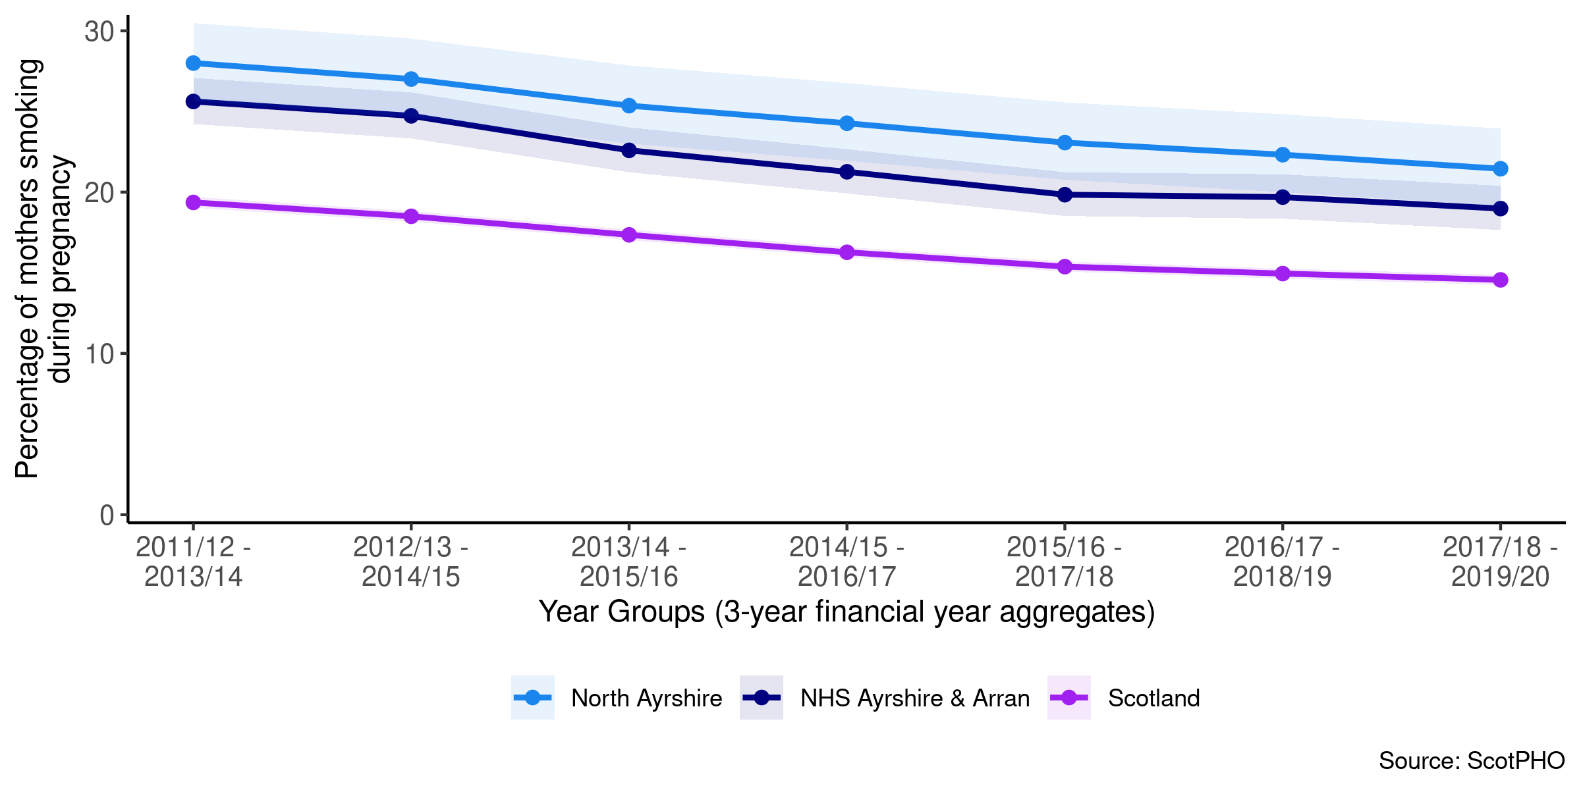 Percentage of mothers smoking
during pregnancy
30
20
10
0
2011/12 -
2013/14
2012/13 -
2014/15
2013/14 -
2015/16
2014/15 -
2016/17
2015/16 -
2017/18
2016/17 -
2018/19
2017/18 -
2019/20
Year Groups (3-year financial year aggregates)
North Ayrshire
NHS Ayrshire & Arran
Scotland
Source: ScotPHO